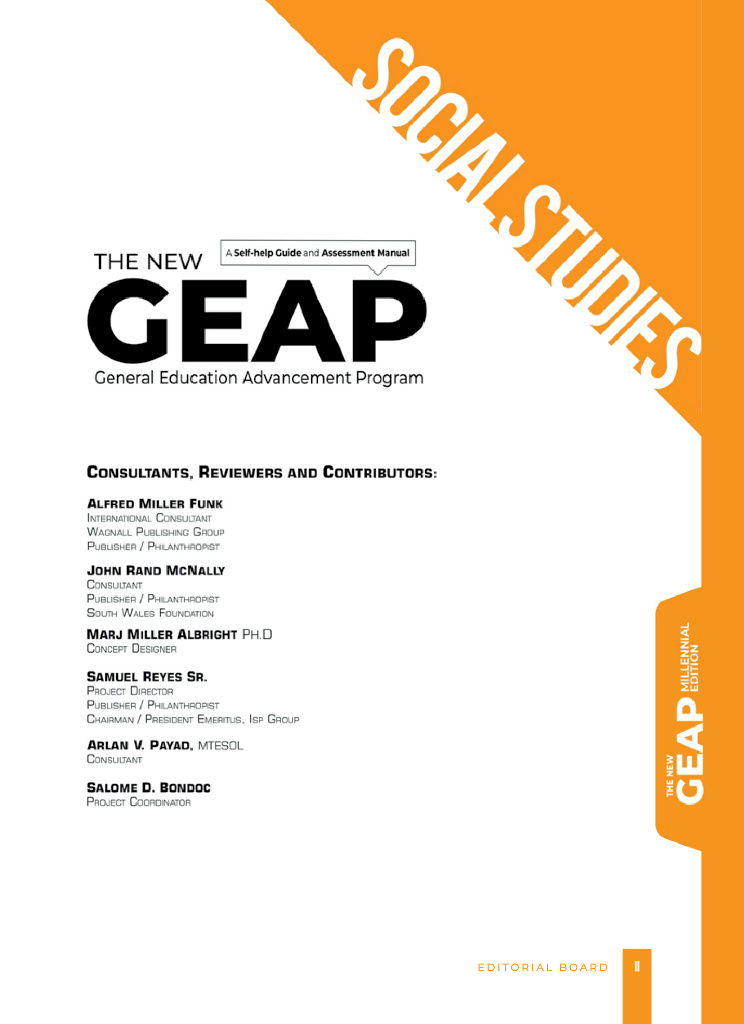 SOCIAL STUDIES
A Self-help Guide and Assessment Manual
THE NEW
GEAP
General Education Advancement Program
CONSULTANTS, REVIEWERS AND CONTRIBUTORS:
ALFRED MILLER FUNK
INTERNATIONAL CONSULTANT
WAGNALL PUBLISHING GROUP
PUBLISHER / PHILANTHROPIST
JOHN RAND MCNALLY
CONSULTANT
PUBLISHER / PHILANTHROPIST
SOUTH WALES FOUNDATION
MARJ MILLER ALBRIGHT PH.D
CONCEPT DESIGNER
SAMUEL REYES SR.
PROJECT DIRECTOR
PUBLISHER / PHILANTHROPIST
CHAIRMAN / PRESIDENT EMERITUS, ISP GROUP
ARLAN V. PAYAD, MTESOL
CONSULTANT
SALOME D. BONDOC
PROJECT COORDINATOR
THE NEW
GEAP
MILLENNIAL
EDITION
EDITORIAL BOARD
ii